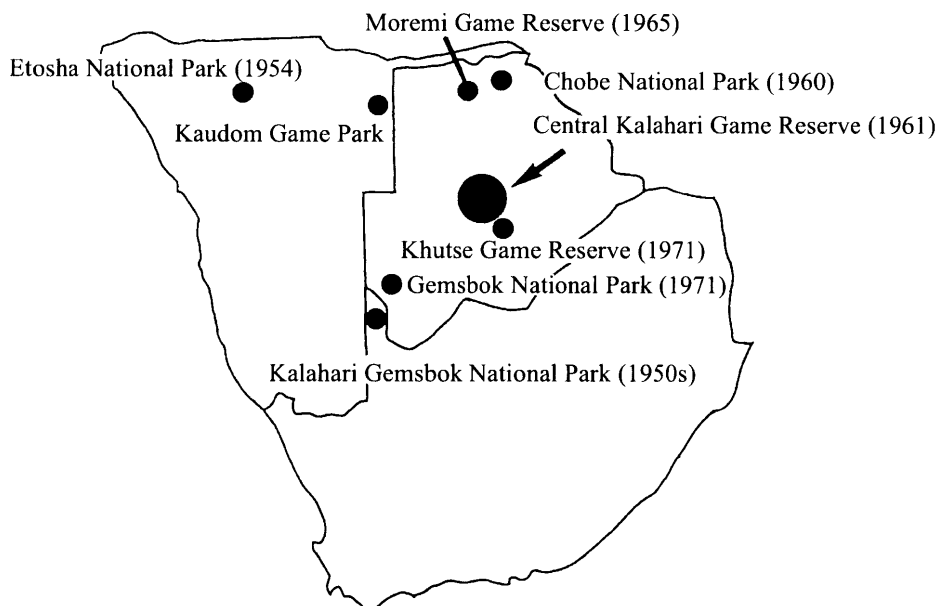 Moremi Game Reserve (1965)
Etosha National Park (1954)
Chobe National Park (1960)
Kaudom Game Park
Central Kalahari Game Reserve (1961)
Khutse Game Reserve (1971)
Gemsbok National Park (1971)
Kalahari Gemsbok National Park (1950s)